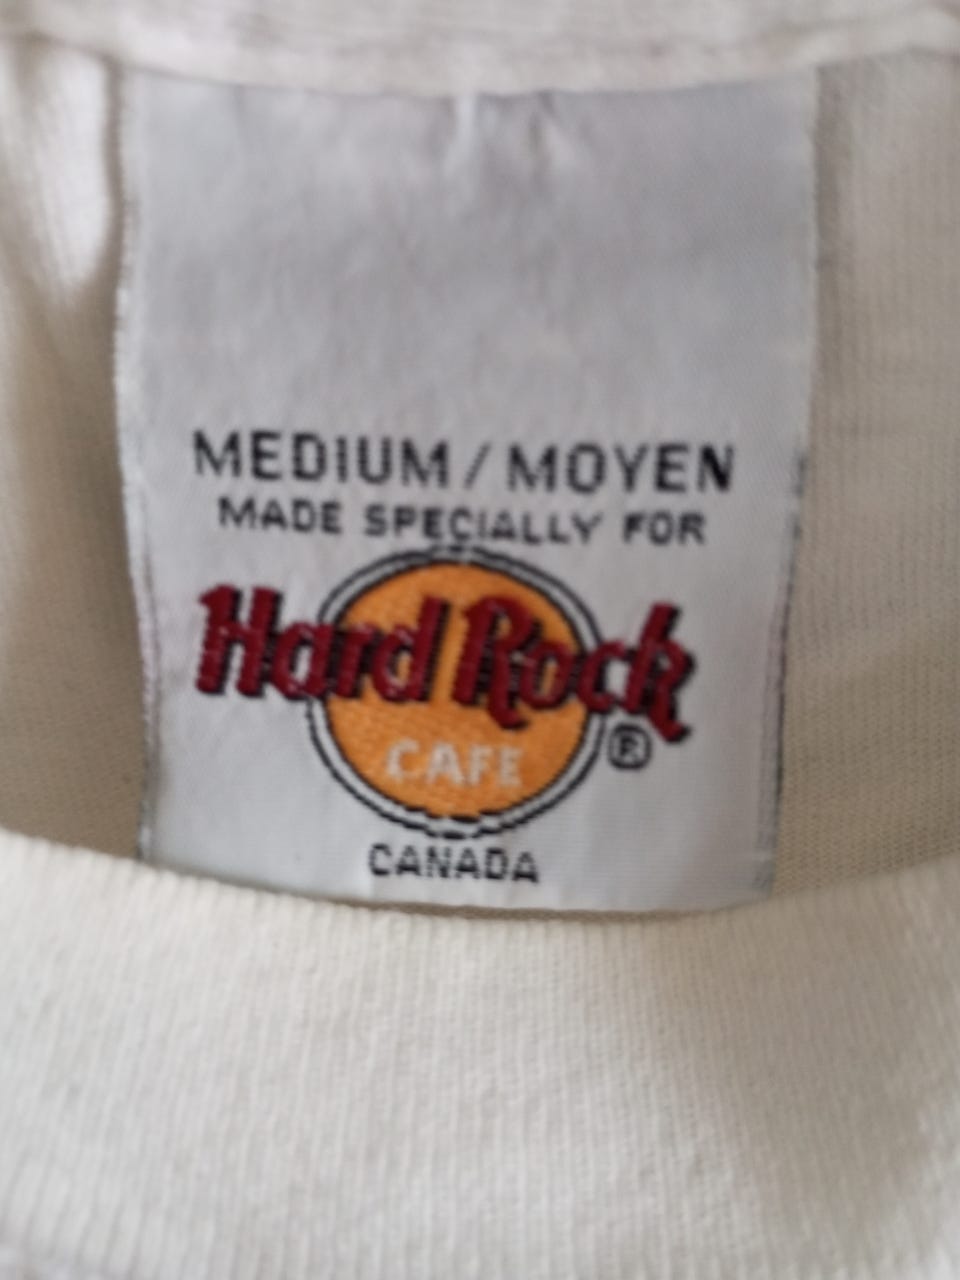 MEDIUM / MOYEN
MADE SPECIALLY FOR
Hard Rock
CAFE
®
CANADA